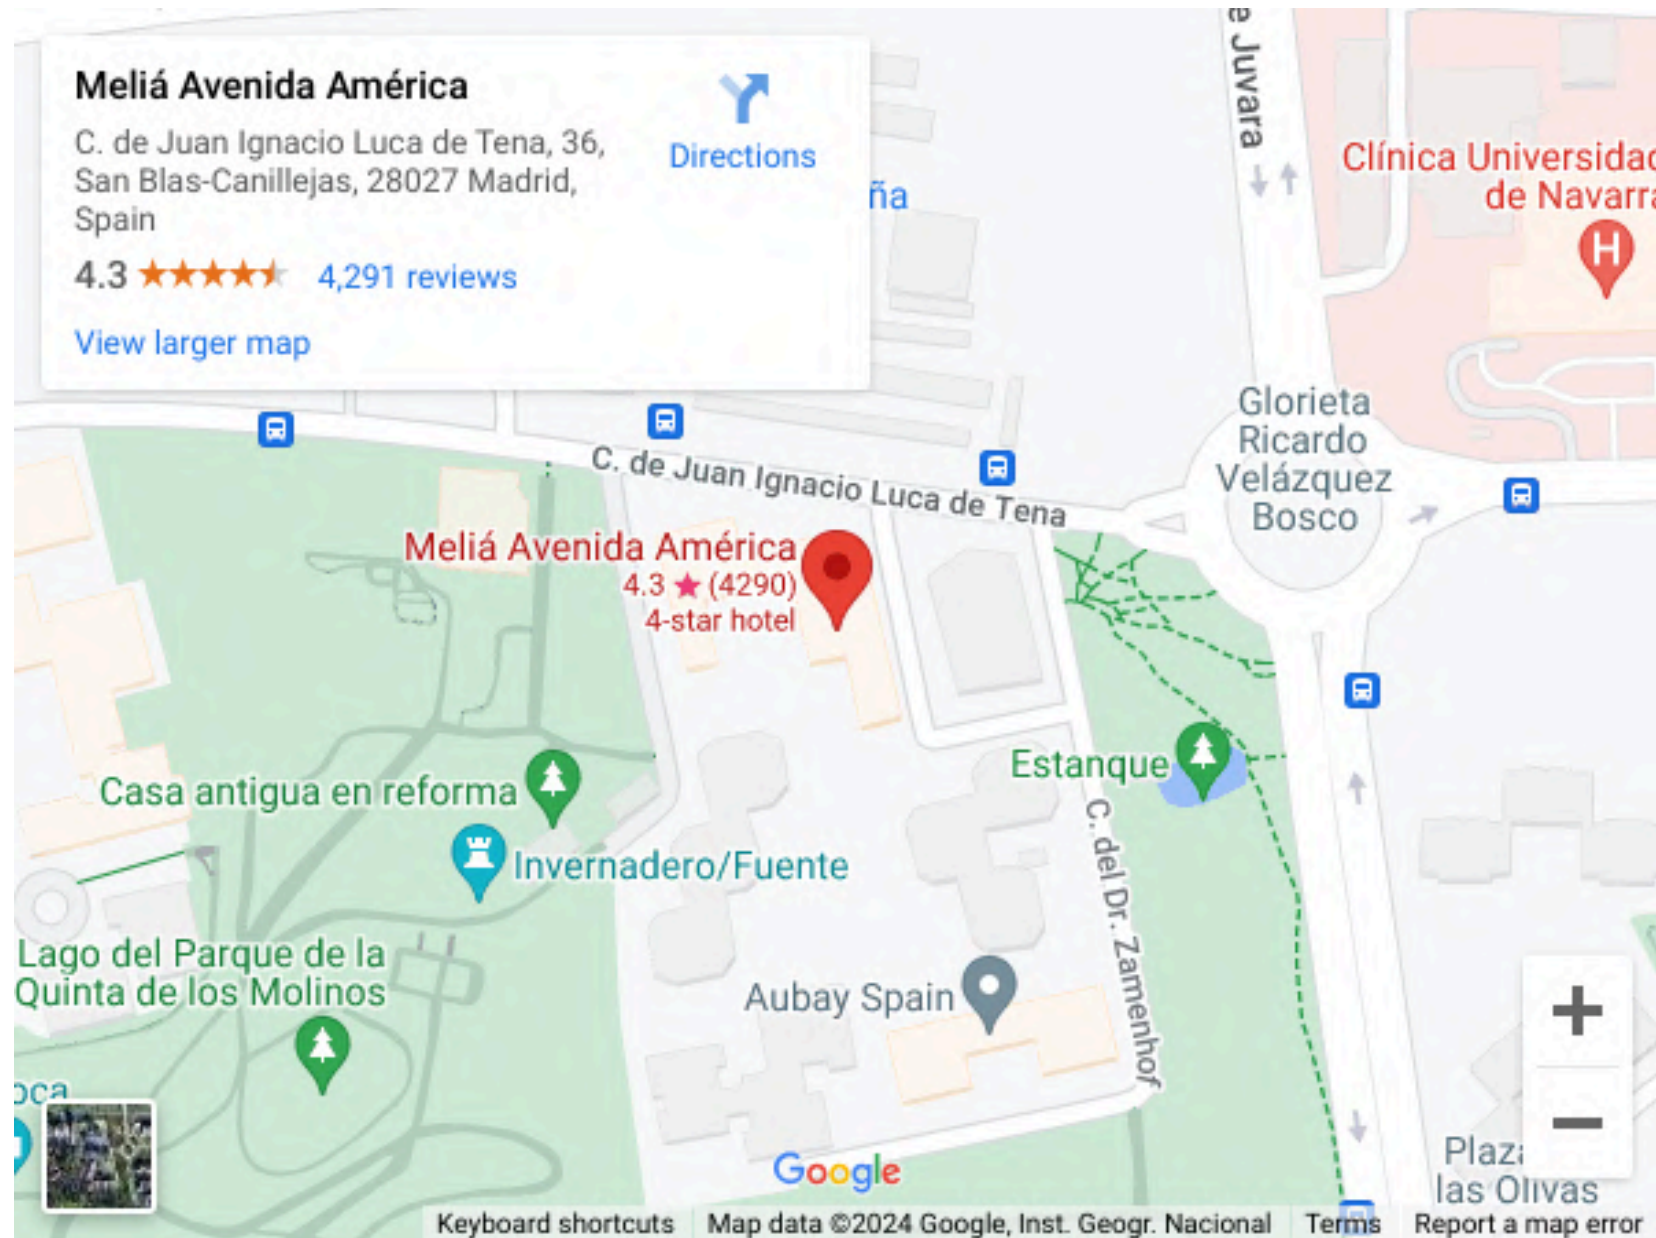 Meliá Avenida América
C. de Juan Ignacio Luca de Tena, 36,
San Blas-Canillejas, 28027 Madrid,
Spain
4.3
4,291 reviews
View larger map
Directions
ña
e Juvara
Clínica Universidad
de Navarra
H
Glorieta
Ricardo
Velázquez
Bosco
C. de Juan Ignacio Luca de Tena
Meliá Avenida América
4.3 ★ (4290)
4-star hotel
Casa antigua en reforma
Estanque
Invernadero/Fuente
C. del Dr. Zamenhof
Lago del Parque de la
Quinta de los Molinos
Aubay Spain
oca
Plaza
las Olivas
+
−
Google
Keyboard shortcuts
Map data ©2024 Google, Inst. Geogr. Nacional
Terms
Report a map error